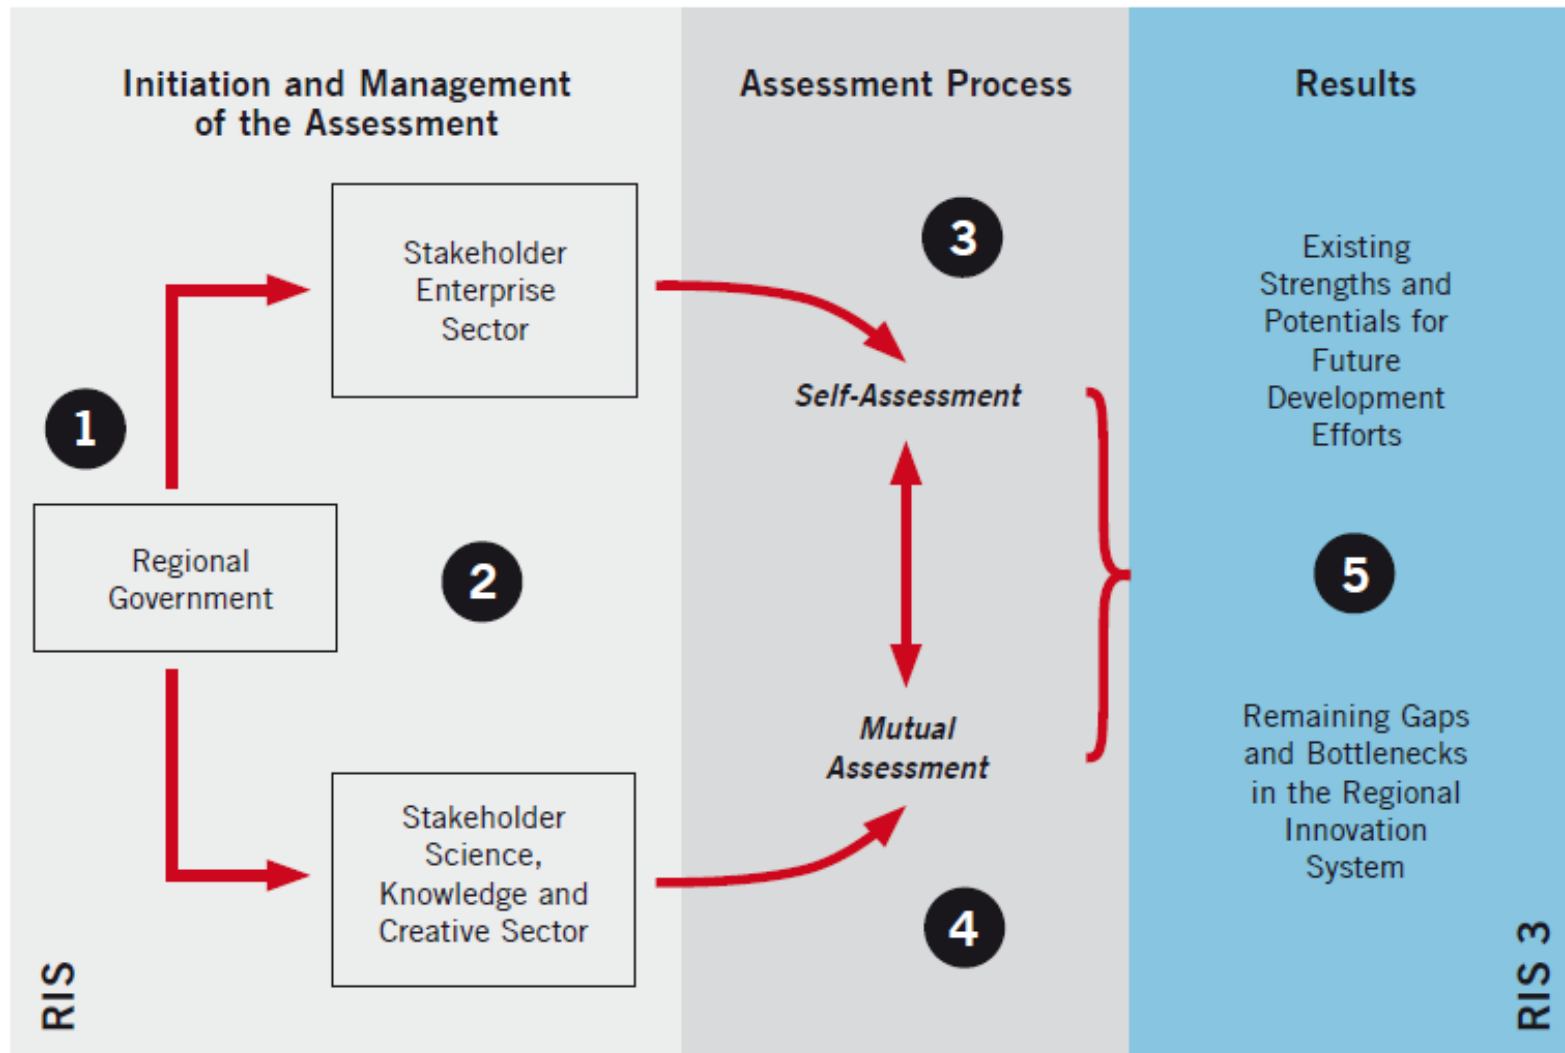 Initiation and Management
of the Assessment
Assessment Process
Results
1
Regional
Government
2
Stakeholder
Enterprise
Sector
Stakeholder
Science,
Knowledge and
Creative Sector
RIS
3
Self-Assessment
Mutual
Assessment
4
Existing
Strengths and
Potentials for
Future
Development
Efforts
5
Remaining Gaps
and Bottlenecks
in the Regional
Innovation
System
RIS 3